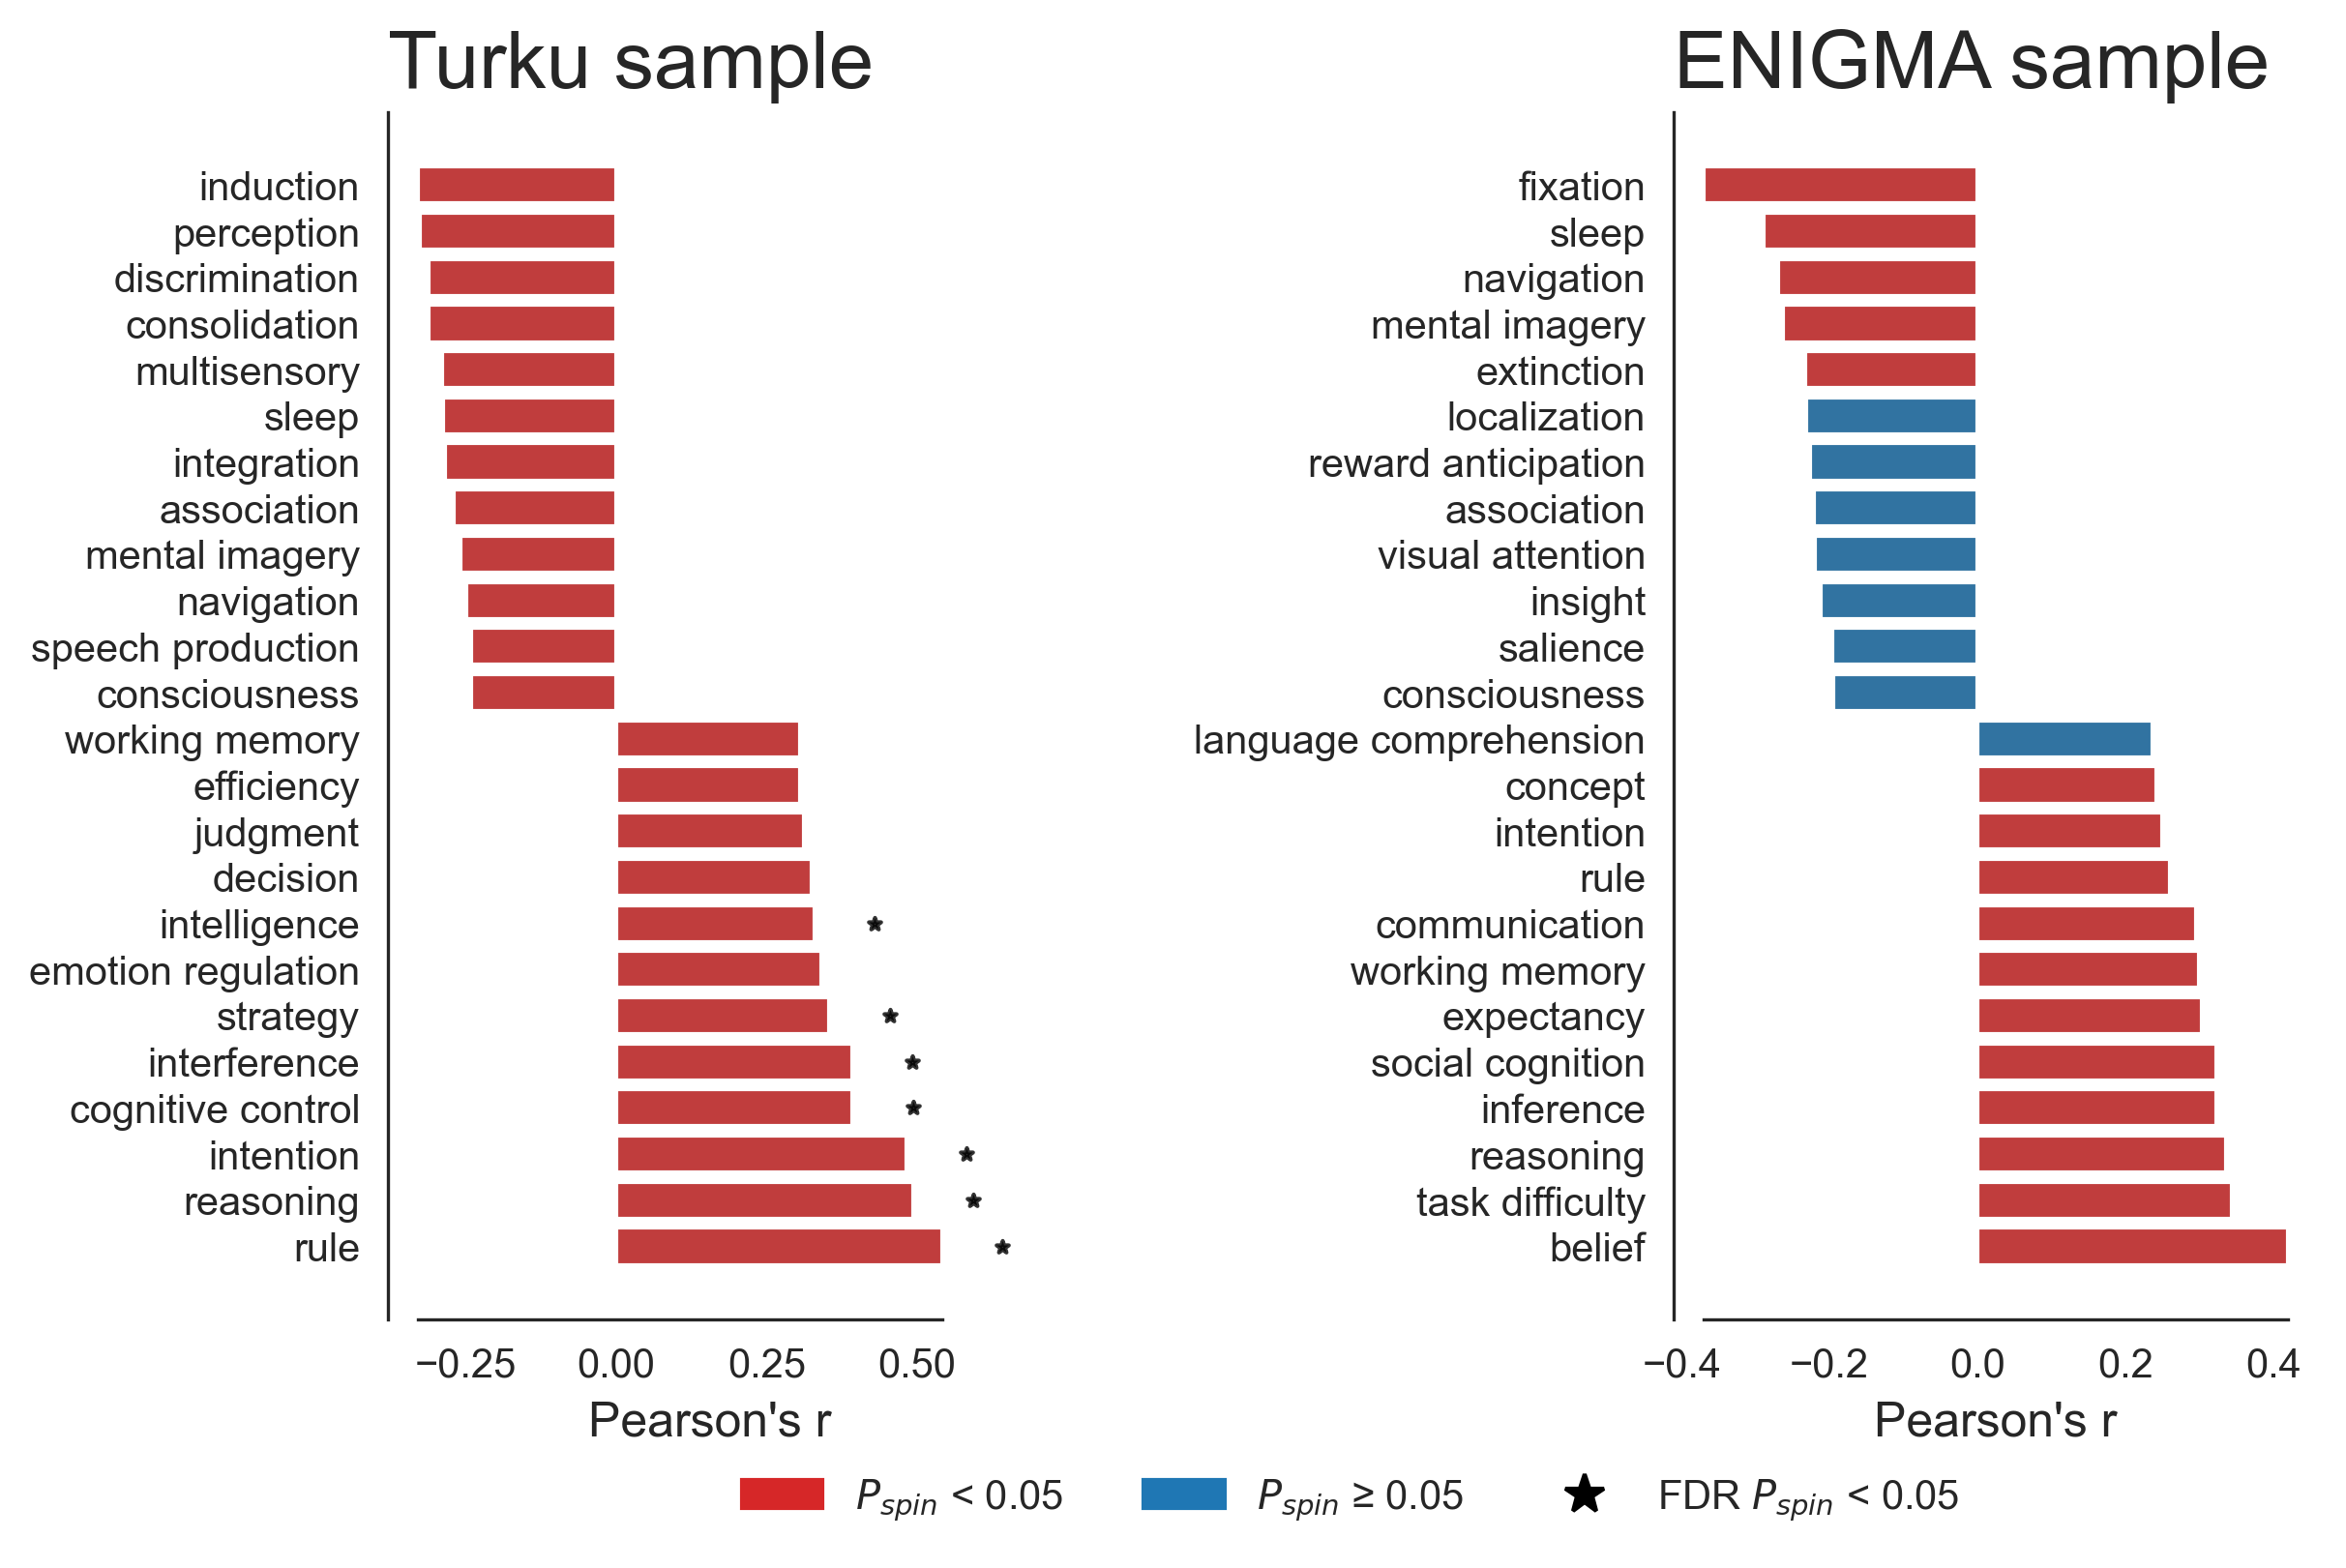 Turku sample
induction
perception
discrimination
consolidation
multisensory
sleep
integration
association
mental imagery
navigation
speech production
consciousness
working memory
efficiency
judgment
decision
intelligence
emotion regulation
strategy
interference
cognitive control
intention
reasoning
rule
−0.25 0.00 0.25 0.50
Pearson's r
ENIGMA sample
fixation
sleep
navigation
mental imagery
extinction
localization
reward anticipation
association
visual attention
insight
salience
consciousness
language comprehension
concept
intention
rule
communication
working memory
expectancy
social cognition
inference
reasoning
task difficulty
belief
−0.4 −0.2 0.0 0.2 0.4
Pearson's r
P_spin < 0.05 P_spin ≥ 0.05 FDR P_spin < 0.05